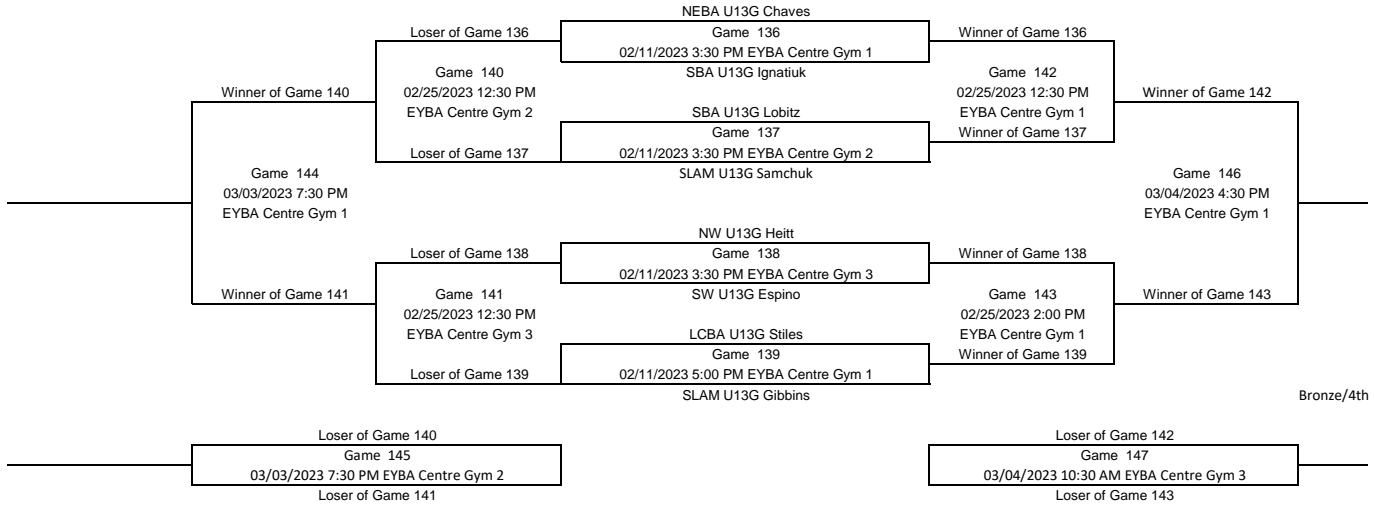 NEBA U13G Chaves
Loser of Game 136
Game 136
Winner of Game 136
02/11/2023 3:30 PM EYBA Centre Gym 1
Game 140
SBA U13G Ignatiuk
Game 142
Winner of Game 140
02/25/2023 12:30 PM
02/25/2023 12:30 PM
Winner of Game 142
EYBA Centre Gym 2
SBA U13G Lobitz
EYBA Centre Gym 1
Game 137
Winner of Game 137
Loser of Game 137
02/11/2023 3:30 PM EYBA Centre Gym 2
Game 144
SLAM U13G Samchuk
Game 146
03/03/2023 7:30 PM
03/04/2023 4:30 PM
EYBA Centre Gym 1
EYBA Centre Gym 1
NW U13G Heitt
Loser of Game 138
Game 138
Winner of Game 138
02/11/2023 3:30 PM EYBA Centre Gym 3
Winner of Game 141
Game 141
SW U13G Espino
Game 143
Winner of Game 143
02/25/2023 12:30 PM
02/25/2023 2:00 PM
EYBA Centre Gym 3
LCBA U13G Stiles
EYBA Centre Gym 1
Game 139
Winner of Game 139
Loser of Game 139
02/11/2023 5:00 PM EYBA Centre Gym 1
SLAM U13G Gibbins
Bronze/4th
Loser of Game 140
Loser of Game 142
Game 145
Game 147
03/03/2023 7:30 PM EYBA Centre Gym 2
03/04/2023 10:30 AM EYBA Centre Gym 3
Loser of Game 141
Loser of Game 143